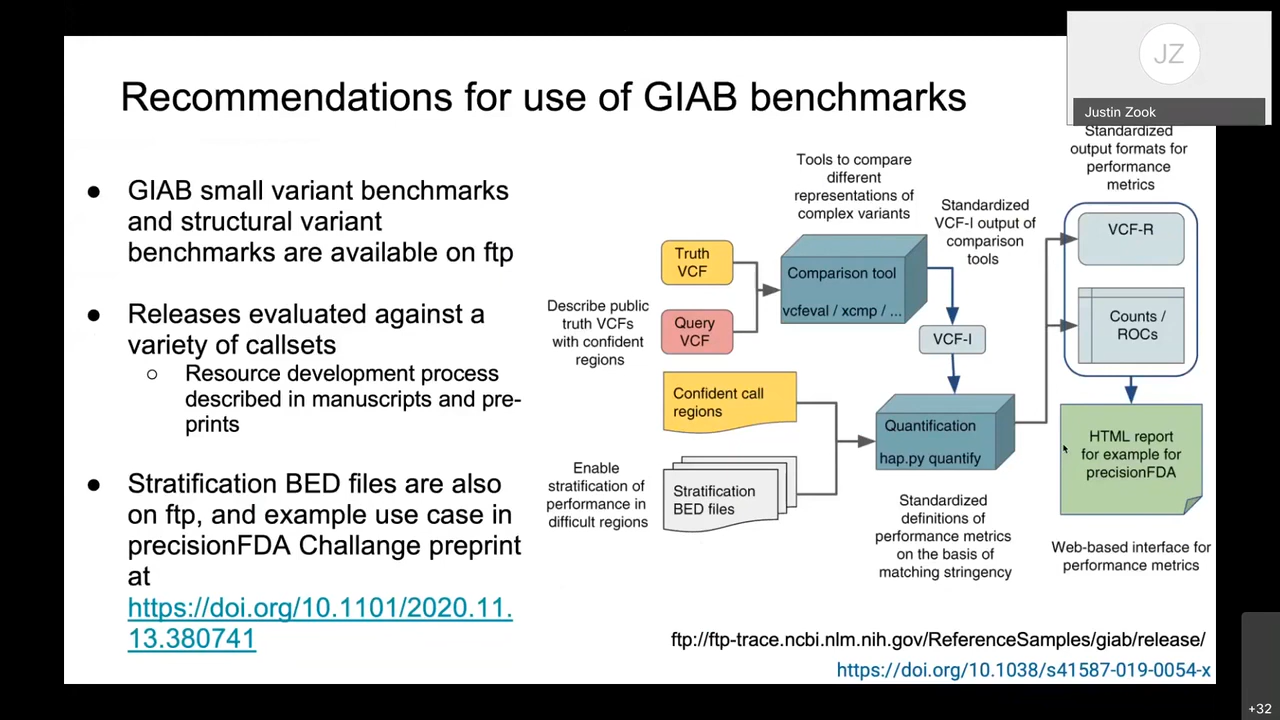 JZ
Justin Zook
Recommendations for use of GIAB benchmarks
● GIAB small variant benchmarks
and structural variant
benchmarks are available on ftp
● Releases evaluated against a
variety of callsets
○ Resource development process
described in manuscripts and pre-
prints
● Stratification BED files are also
on ftp, and example use case in
precisionFDA Challange preprint
at
https://doi.org/10.1101/2020.11.
13.380741
Tools to compare
different
representations of
complex variants
Standardized
VCF-I output of
comparison
tools
Standardized
output formats for
performance
metrics
Truth
VCF
Query
VCF
Describe public
truth VCFs
with confident
regions
Comparison tool
vcfeval / xcmp / ...
VCF-I
VCF-R
Counts /
ROCs
Confident call
regions
Enable
stratification of
performance in
difficult regions
Stratification
BED files
Quantification
hap.py quantify
Standardized
definitions of
performance metrics
on the basis of
matching stringency
HTML report
for example for
precisionFDA
Web-based interface for
performance metrics
ftp://ftp-trace.ncbi.nlm.nih.gov/ReferenceSamples/giab/release/
https://doi.org/10.1038/s41587-019-0054-x
+32